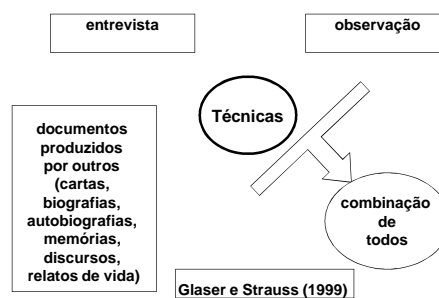 entrevista
observação
Técnicas
documentos
produzidos
por outros
(cartas,
biografias,
autobiografias,
memórias,
discursos,
relatos de vida)
combinação
de
todos
Glaser e Strauss (1999)